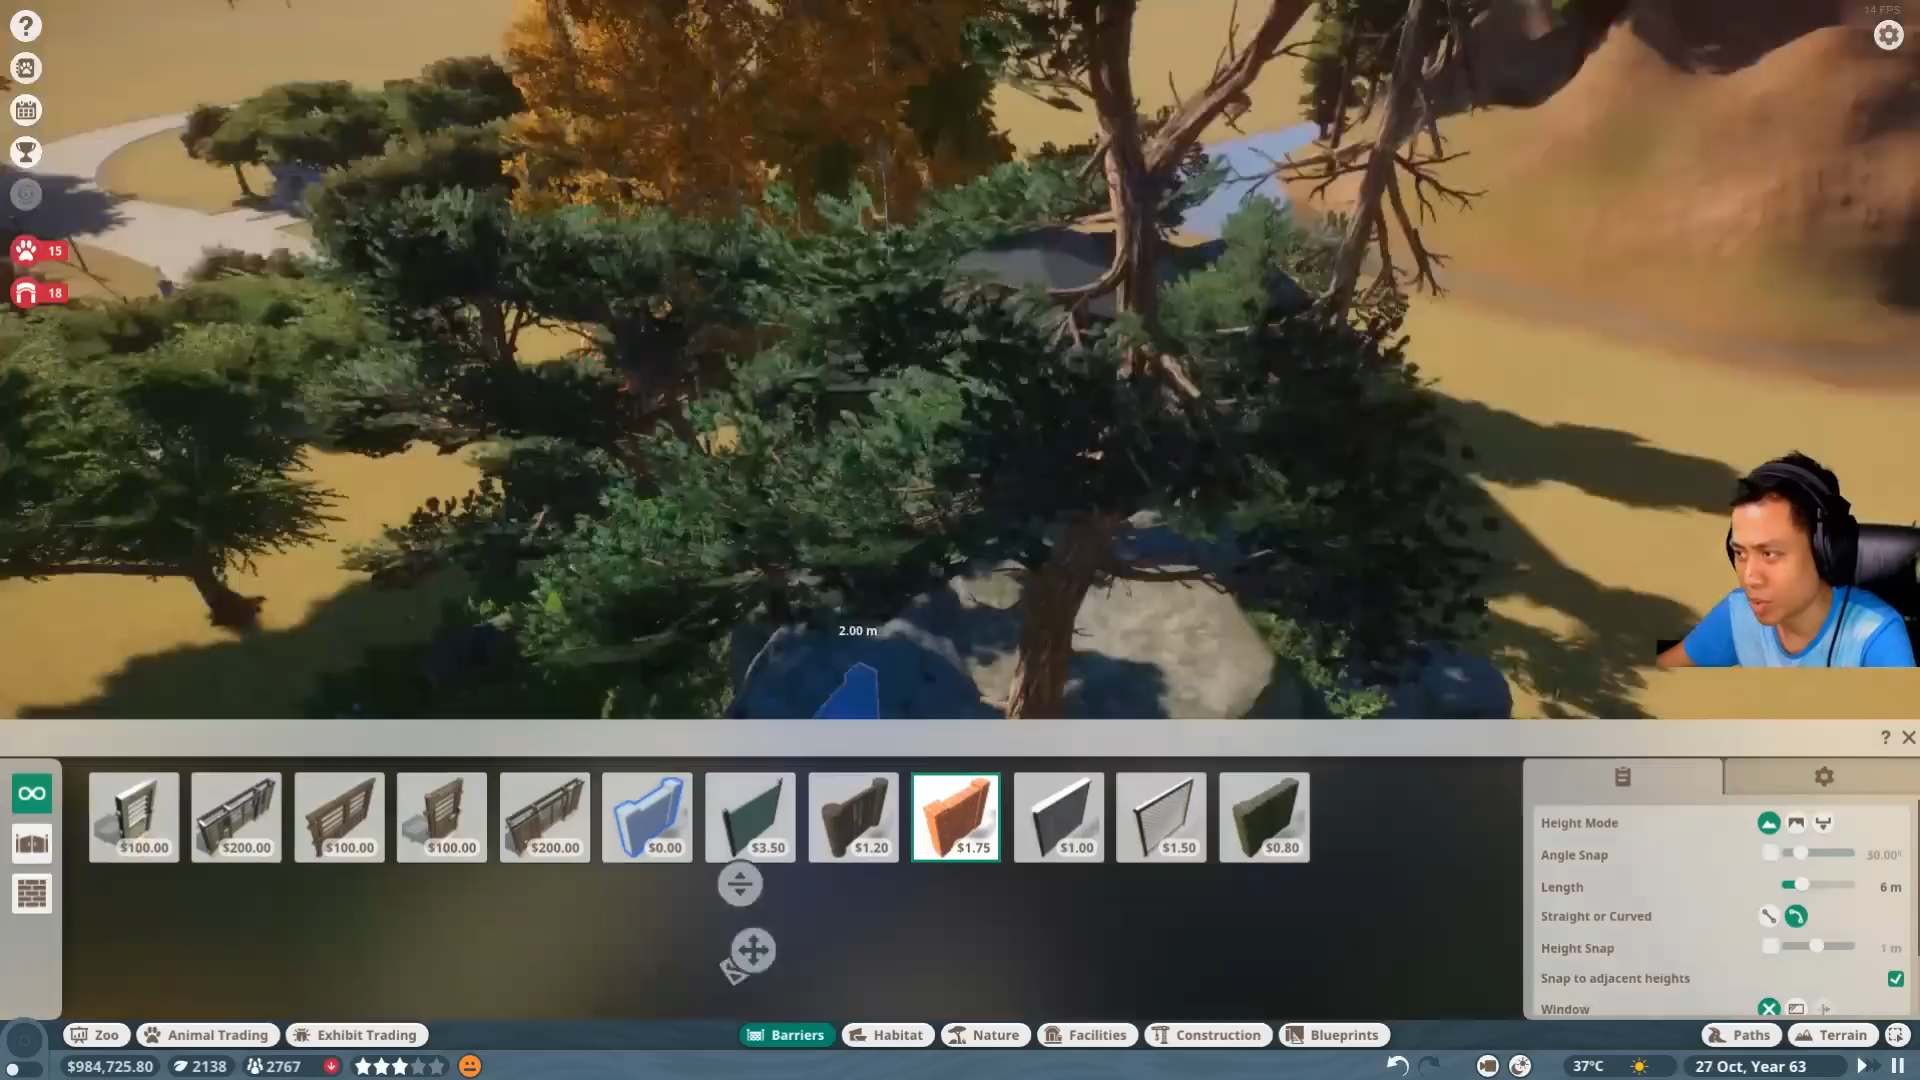 14 FPS
?
15
18
2.00 m
?
$100.00
$200.00
$100.00
$100.00
$200.00
$0.00
$3.50
$1.20
$1.75
$1.00
$1.50
$0.80
Height Mode
Angle Snap 30.00°
Length 6 m
Straight or Curved
Height Snap 1 m
Snap to adjacent heights
Window
Zoo Animal Trading Exhibit Trading Barriers Habitat Nature Facilities Construction Blueprints Paths Terrain
$984,725.80 2138 2767 37°C 27 Oct, Year 63